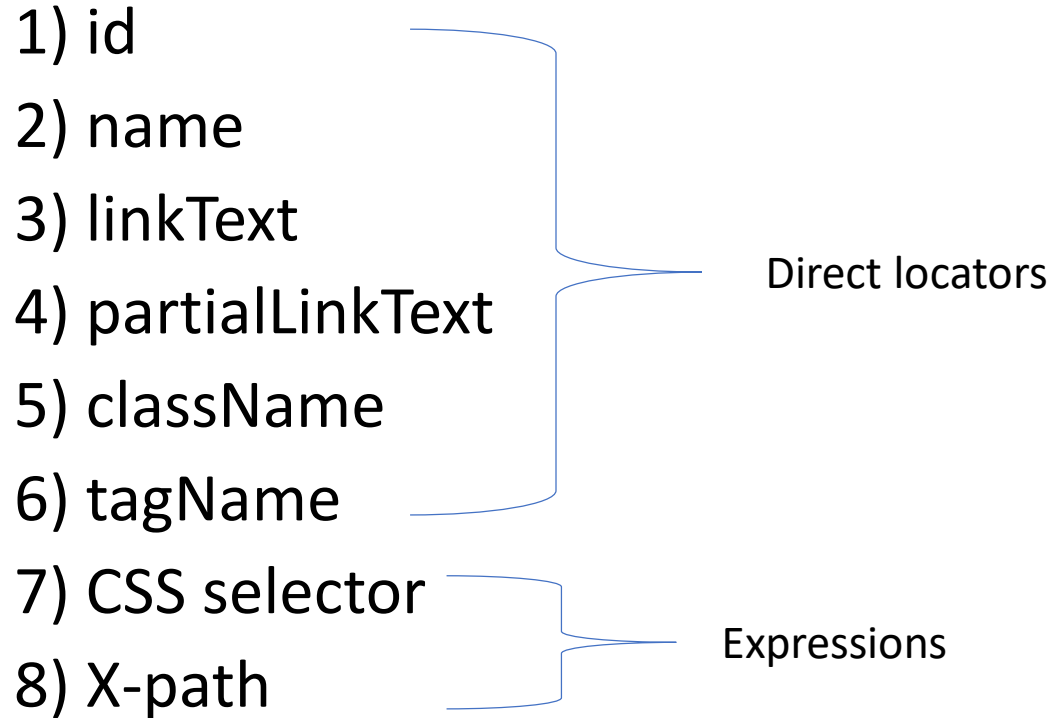 1) id
2) name
3) linkText
4) partialLinkText
5) className
6) tagName
7) CSS selector
8) X-path
Direct locators
Expressions